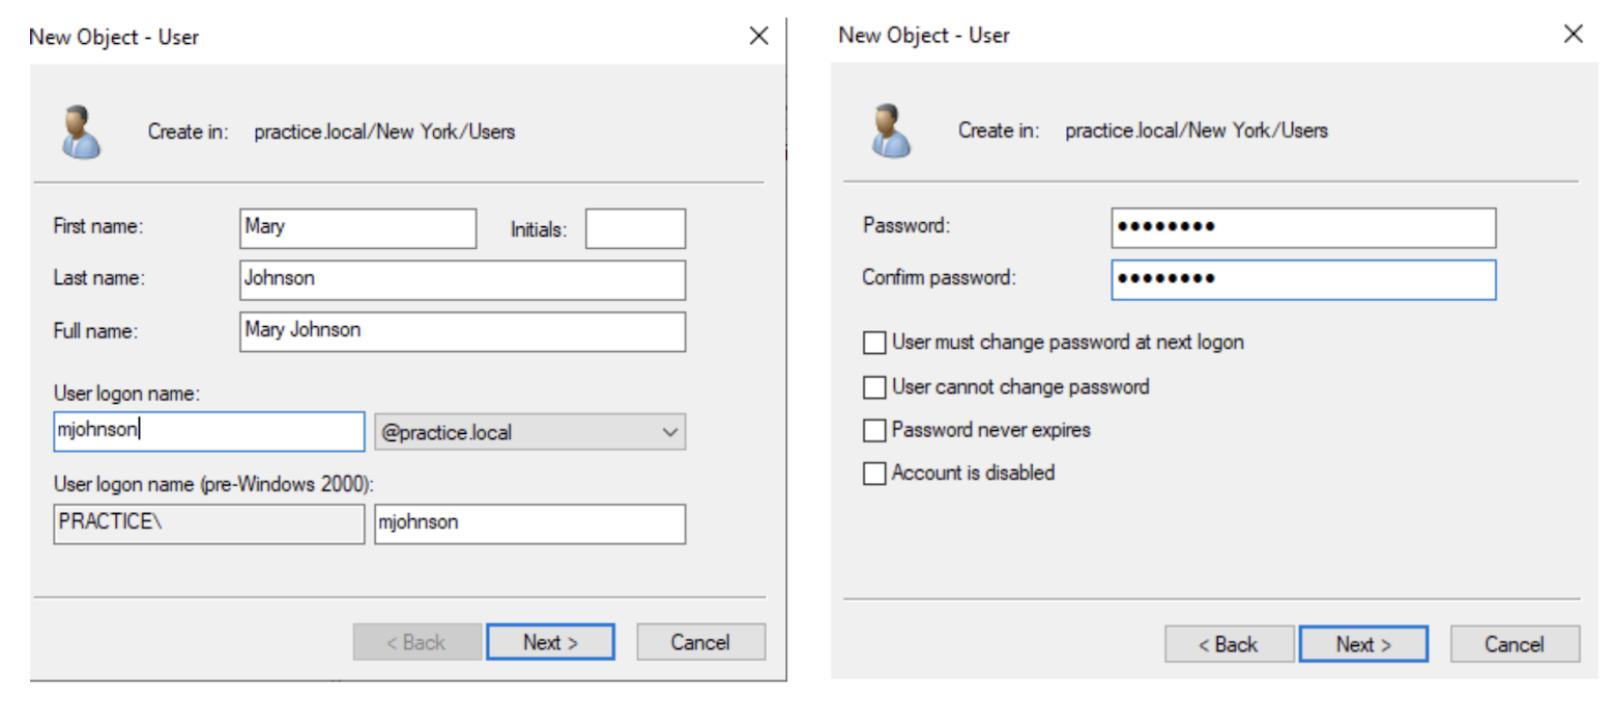 New Object - User
Create in: practice.local/New York/Users
First name: Mary Initials:
Last name: Johnson
Full name: Mary Johnson
User logon name:
mjohnson @practice.local
User logon name (pre-Windows 2000):
PRACTICE\ mjohnson
< Back Next > Cancel
New Object - User
Create in: practice.local/New York/Users
Password: ••••••••
Confirm password: ••••••••
User must change password at next logon
User cannot change password
Password never expires
Account is disabled
< Back Next > Cancel